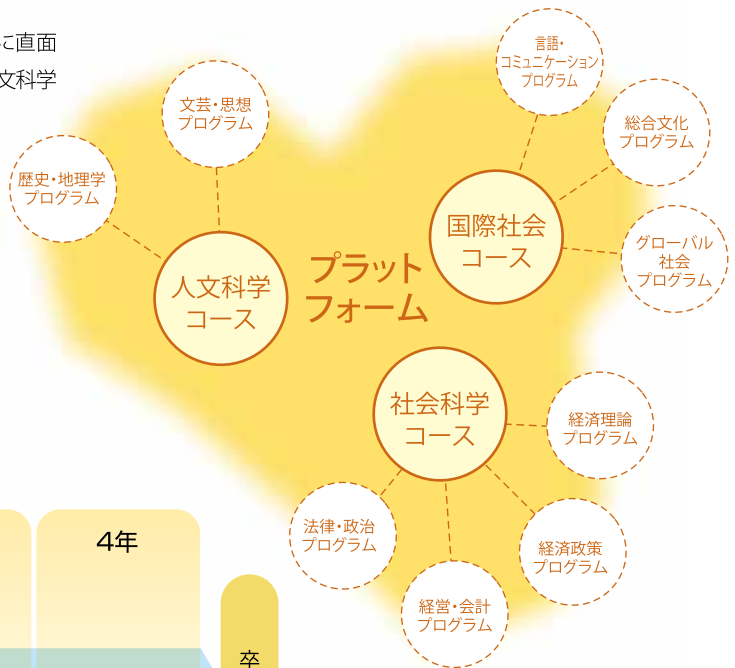 に直面
文科学
言語・
コミュニケーション
プログラム
文芸・思想
プログラム
総合文化
プログラム
歴史・地理学
プログラム
国際社会
コース
グローバル
社会
プログラム
プラット
フォーム
人文科学
コース
社会科学
コース
経済理論
プログラム
法律・政治
プログラム
経済政策
プログラム
経営・会計
プログラム
4年
卒